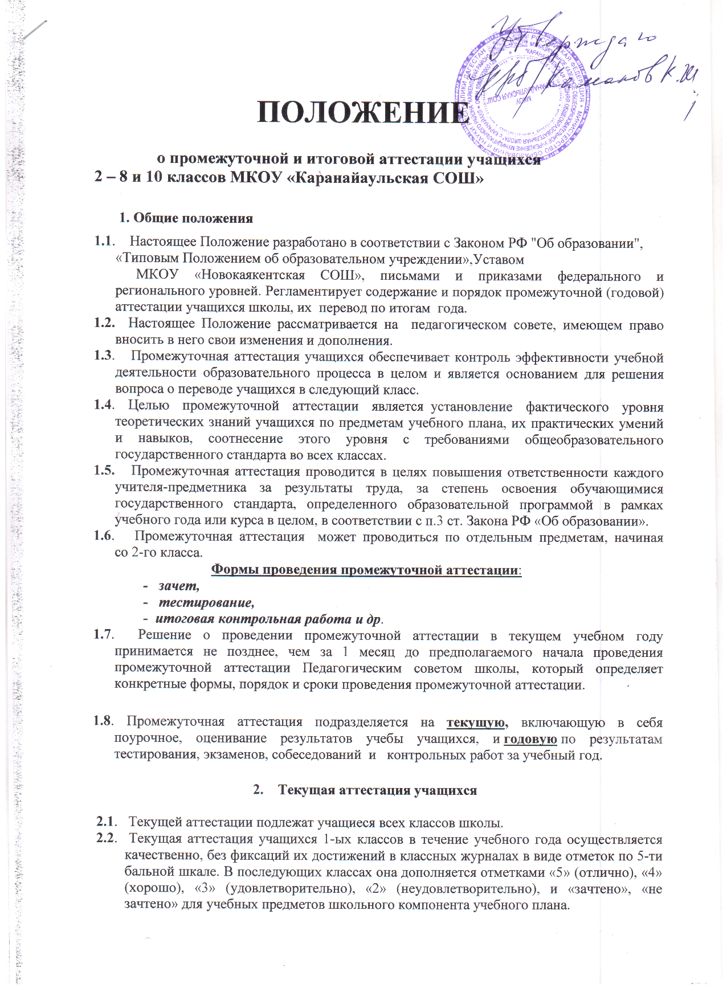 Утверждаю
ПОЛОЖЕНИЕ
о промежуточной и итоговой аттестации учащихся
2 – 8 и 10 классов МКОУ «Каранайаульская СОШ»
1. Общие положения
1.1. Настоящее Положение разработано в соответствии с Законом РФ "Об образовании",
«Типовым Положением об образовательном учреждении»,Уставом
МКОУ «Новокаякентская СОШ», письмами и приказами федерального и
регионального уровней. Регламентирует содержание и порядок промежуточной (годовой)
аттестации учащихся школы, их перевод по итогам года.
1.2. Настоящее Положение рассматривается на педагогическом совете, имеющем право
вносить в него свои изменения и дополнения.
1.3. Промежуточная аттестация учащихся обеспечивает контроль эффективности учебной
деятельности образовательного процесса в целом и является основанием для решения
вопроса о переводе учащихся в следующий класс.
1.4. Целью промежуточной аттестации является установление фактического уровня
теоретических знаний учащихся по предметам учебного плана, их практических умений
и навыков, соотнесение этого уровня с требованиями общеобразовательного
государственного стандарта во всех классах.
1.5. Промежуточная аттестация проводится в целях повышения ответственности каждого
учителя-предметника за результаты труда, за степень освоения обучающимися
государственного стандарта, определенного образовательной программой в рамках
учебного года или курса в целом, в соответствии с п.3 ст. Закона РФ «Об образовании».
1.6. Промежуточная аттестация может проводиться по отдельным предметам, начиная
со 2-го класса.
Формы проведения промежуточной аттестации:
- зачет,
- тестирование,
- итоговая контрольная работа и др.
1.7. Решение о проведении промежуточной аттестации в текущем учебном году
принимается не позднее, чем за 1 месяц до предполагаемого начала проведения
промежуточной аттестации Педагогическим советом школы, который определяет
конкретные формы, порядок и сроки проведения промежуточной аттестации.
1.8. Промежуточная аттестация подразделяется на текущую, включающую в себя
поурочное, оценивание результатов учебы учащихся, и годовую по результатам
тестирования, экзаменов, собеседований и контрольных работ за учебный год.
2. Текущая аттестация учащихся
2.1. Текущей аттестации подлежат учащиеся всех классов школы.
2.2. Текущая аттестация учащихся 1-ых классов в течение учебного года осуществляется
качественно, без фиксаций их достижений в классных журналах в виде отметок по 5-ти
бальной шкале. В последующих классах она дополняется отметками «5» (отлично), «4»
(хорошо), «3» (удовлетворительно), «2» (неудовлетворительно), и «зачтено», «не
зачтено» для учебных предметов школьного компонента учебного плана.